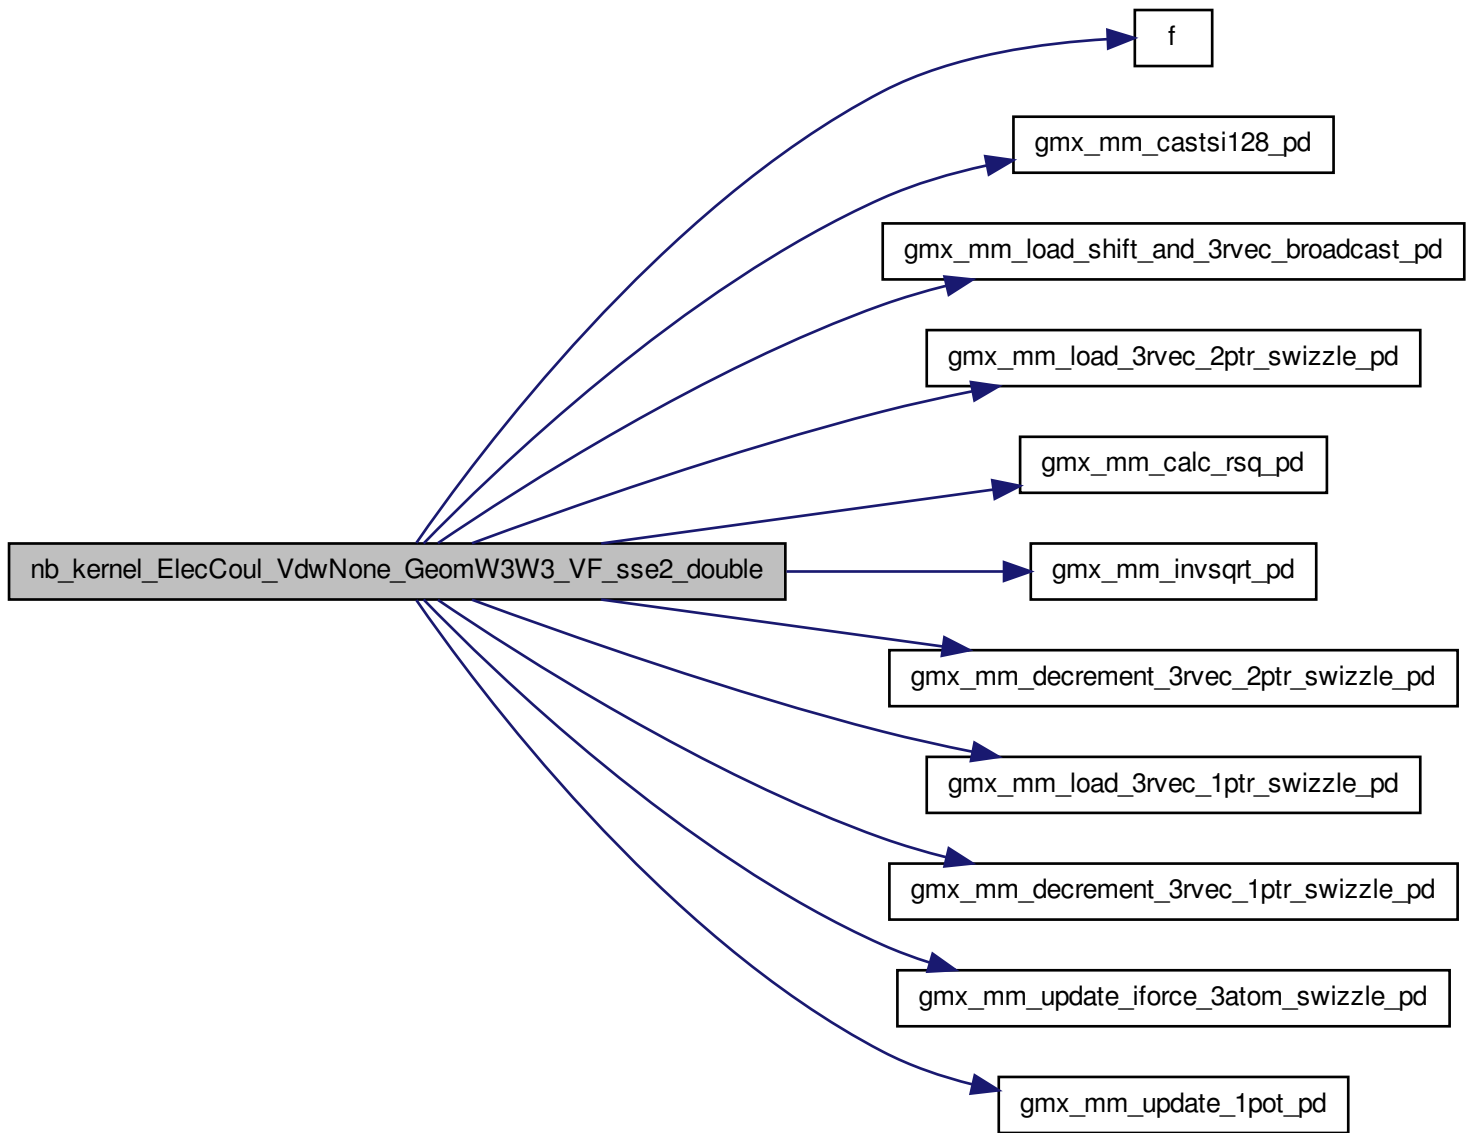 f
gmx_mm_castsi128_pd
gmx_mm_load_shift_and_3rvec_broadcast_pd
gmx_mm_load_3rvec_2ptr_swizzle_pd
gmx_mm_calc_rsq_pd
nb_kernel_ElecCoul_VdwNone_GeomW3W3_VF_sse2_double
gmx_mm_invsqrt_pd
gmx_mm_decrement_3rvec_2ptr_swizzle_pd
gmx_mm_load_3rvec_1ptr_swizzle_pd
gmx_mm_decrement_3rvec_1ptr_swizzle_pd
gmx_mm_update_iforce_3atom_swizzle_pd
gmx_mm_update_1pot_pd